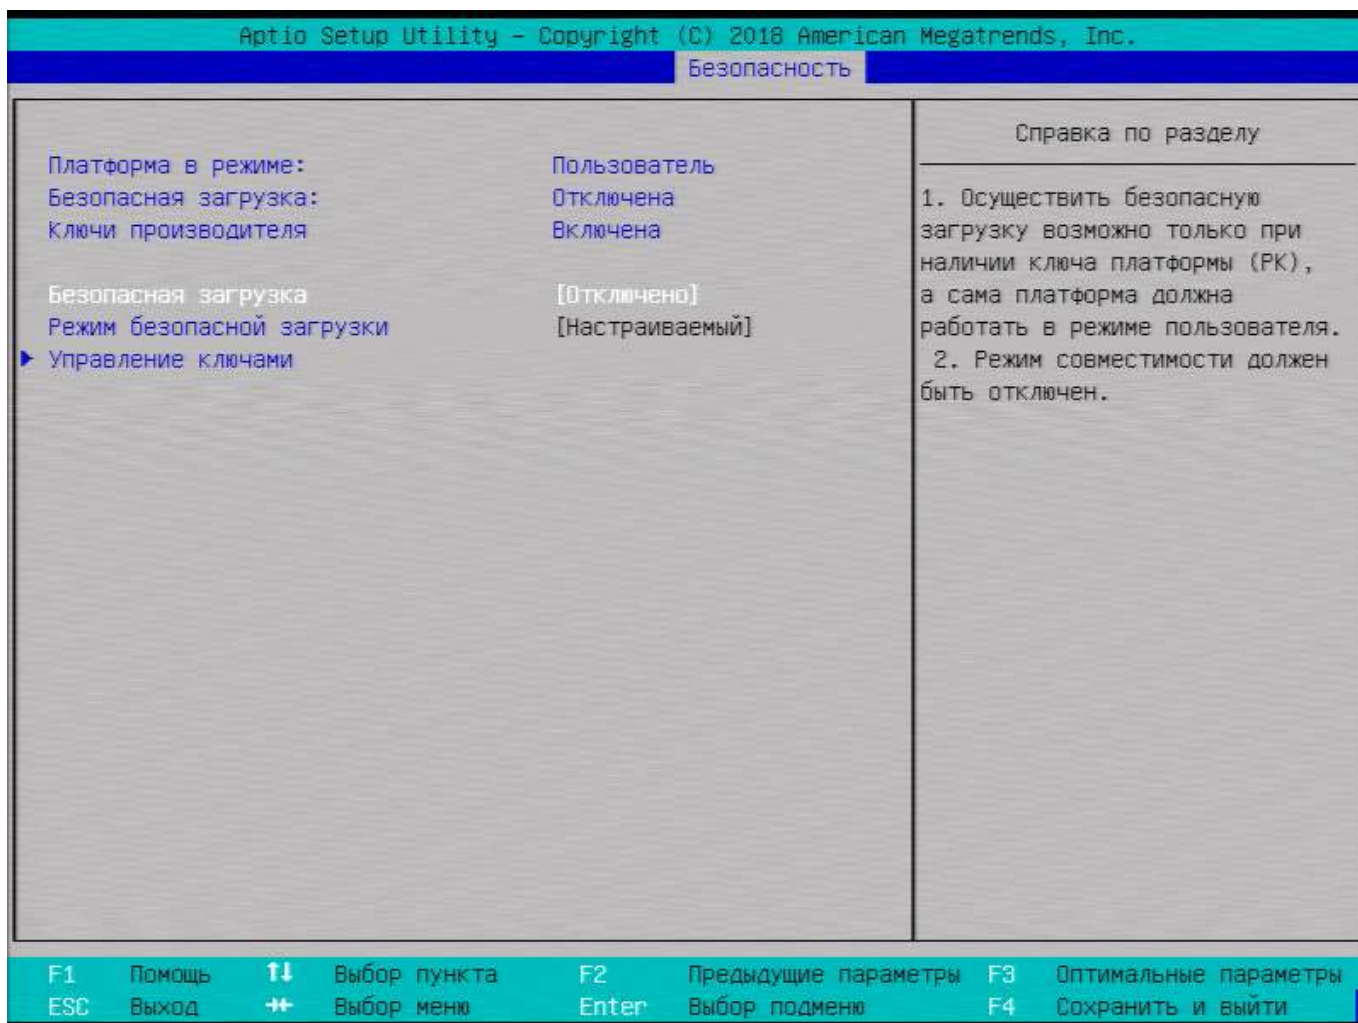 Aptio Setup Utility – Copyright (C) 2018 American Megatrends, Inc.
Безопасность
Платформа в режиме: Пользователь
Безопасная загрузка: Отключена
Ключи производителя Включена
Безопасная загрузка [Отключено]
Режим безопасной загрузки [Настраиваемый]
Управление ключами
Справка по разделу
1. Осуществить безопасную
загрузку возможно только при
наличии ключа платформы (PK),
а сама платформа должна
работать в режиме пользователя.
2. Режим совместимости должен
быть отключен.
F1 Помощь ↑↓ Выбор пункта F2 Предыдущие параметры F3 Оптимальные параметры
ESC Выход →← Выбор меню Enter Выбор подменю F4 Сохранить и выйти